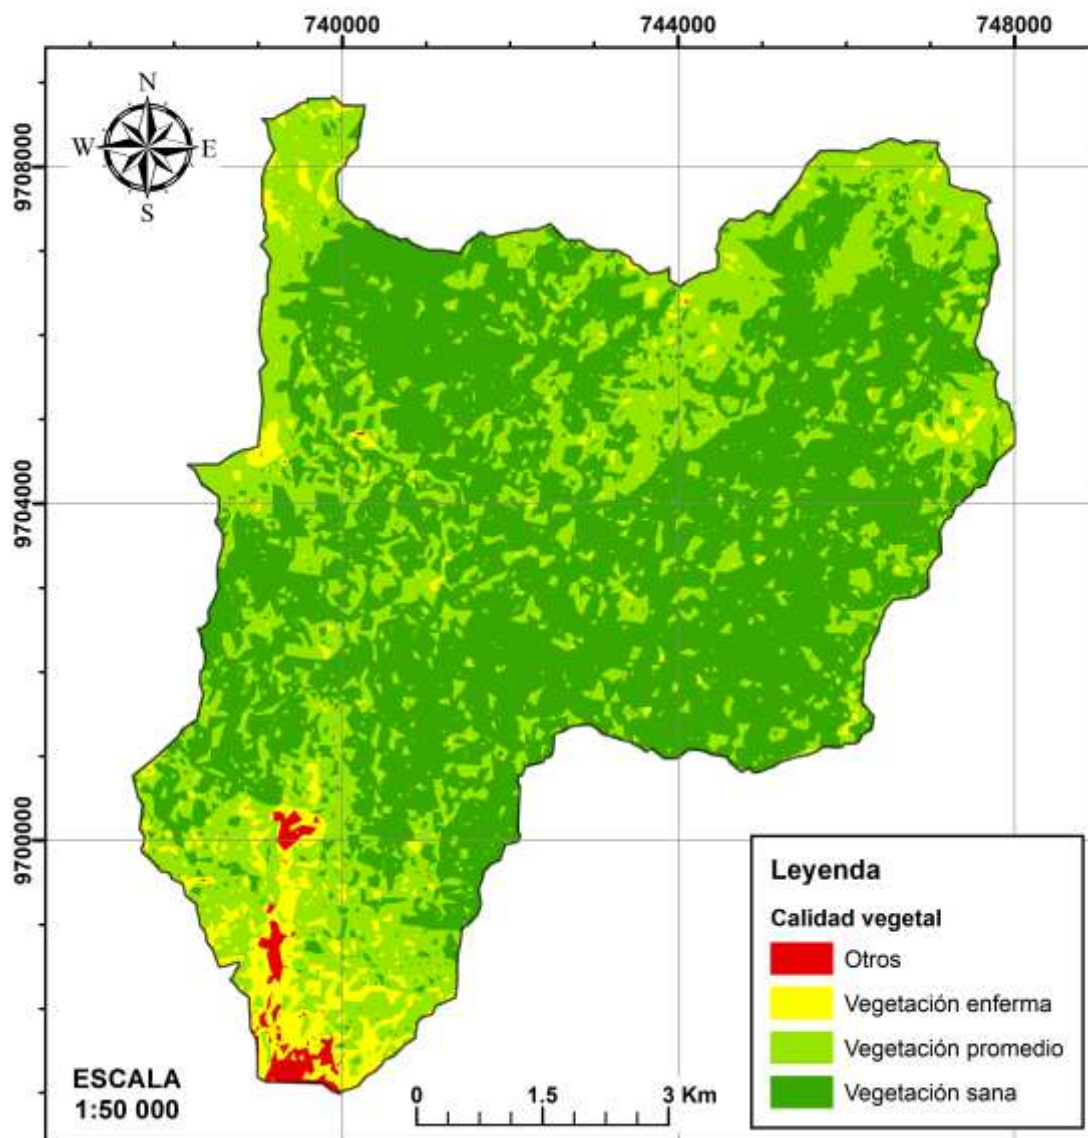 740000 744000 748000
N
W E
S
9708000
9704000
9700000
Leyenda
Calidad vegetal
Otros
Vegetación enferma
Vegetación promedio
Vegetación sana
ESCALA
1:50 000
0 1.5 3 Km